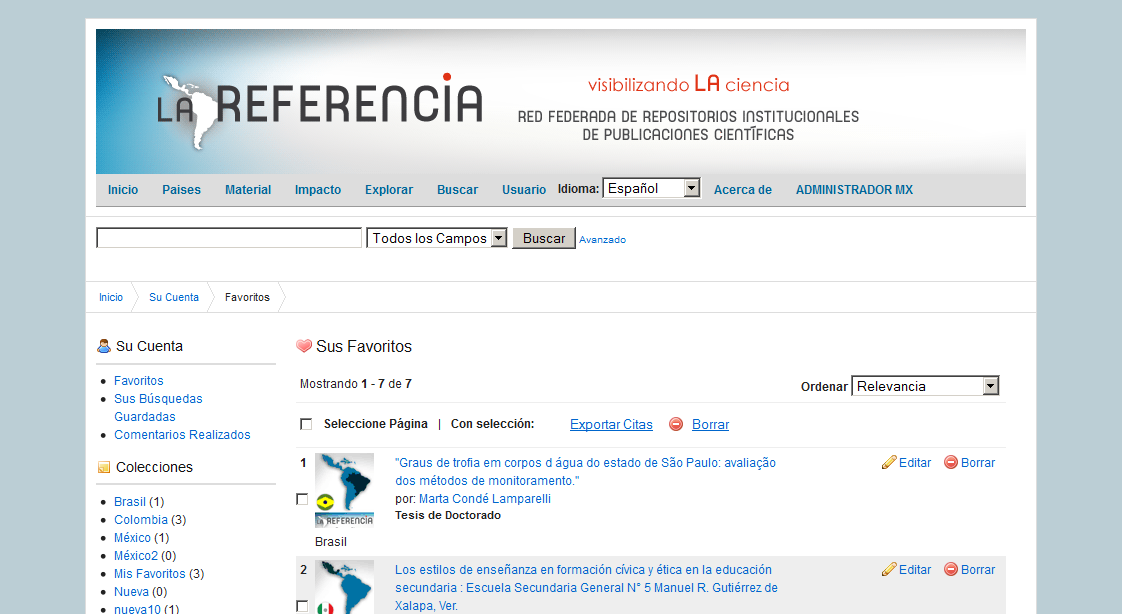 LA REFERENCIA
visibilizando LA ciencia
RED FEDERADA DE REPOSITORIOS INSTITUCIONALES
DE PUBLICACIONES CIENTÍFICAS
Inicio Paises Material Impacto Explorar Buscar Usuario Idioma: Español Acerca de ADMINISTRADOR MX
Todos los Campos Buscar Avanzado
Inicio Su Cuenta Favoritos
Su Cuenta
Favoritos
Sus Búsquedas
Guardadas
Comentarios Realizados
Colecciones
Brasil (1)
Colombia (3)
México (1)
México2 (0)
Mis Favoritos (3)
Nueva (0)
nueva10 (1)
Sus Favoritos
Mostrando 1 - 7 de 7
Ordenar Relevancia
Seleccione Página | Con selección: Exportar Citas Borrar
1
"Graus de trofia em corpos d água do estado de São Paulo: avaliação
dos métodos de monitoramento."
por: Marta Condé Lamparelli
Tesis de Doctorado
LA REFERENCIA
Brasil
Editar Borrar
2
Los estilos de enseñanza en formación cívica y ética en la educación
secundaria : Escuela Secundaria General N° 5 Manuel R. Gutiérrez de
Xalapa, Ver.
Editar Borrar